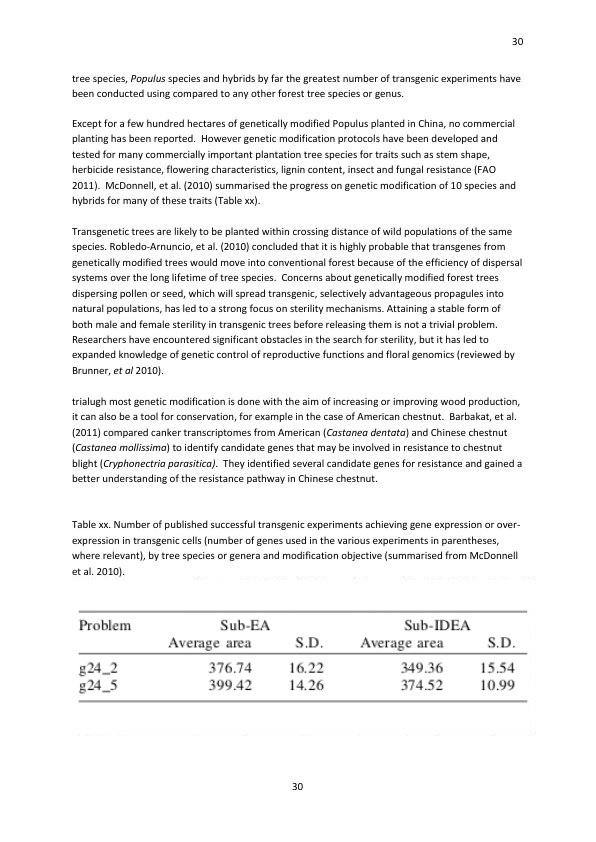 30
tree species, Populus species and hybrids by far the greatest number of transgenic experiments have
been conducted using compared to any other forest tree species or genus.
Except for a few hundred hectares of genetically modified Populus planted in China, no commercial
planting has been reported.  However genetic modification protocols have been developed and
tested for many commercially important plantation tree species for traits such as stem shape,
herbicide resistance, flowering characteristics, lignin content, insect and fungal resistance (FAO
2011).  McDonnell, et al. (2010) summarised the progress on genetic modification of 10 species and
hybrids for many of these traits (Table xx).
Transgenetic trees are likely to be planted within crossing distance of wild populations of the same
species. Robledo-Arnuncio, et al. (2010) concluded that it is highly probable that transgenes from
genetically modified trees would move into conventional forest because of the efficiency of dispersal
systems over the long lifetime of tree species.  Concerns about genetically modified forest trees
dispersing pollen or seed, which will spread transgenic, selectively advantageous propagules into
natural populations, has led to a strong focus on sterility mechanisms. Attaining a stable form of
both male and female sterility in transgenic trees before releasing them is not a trivial problem.
Researchers have encountered significant obstacles in the search for sterility, but it has led to
expanded knowledge of genetic control of reproductive functions and floral genomics (reviewed by
Brunner, et al 2010).
trialugh most genetic modification is done with the aim of increasing or improving wood production,
it can also be a tool for conservation, for example in the case of American chestnut.  Barbakat, et al.
(2011) compared canker transcriptomes from American (Castanea dentata) and Chinese chestnut
(Castanea mollissima) to identify candidate genes that may be involved in resistance to chestnut
blight (Cryphonectria parasitica).  They identified several candidate genes for resistance and gained a
better understanding of the resistance pathway in Chinese chestnut.
Table xx. Number of published successful transgenic experiments achieving gene expression or over-
expression in transgenic cells (number of genes used in the various experiments in parentheses,
where relevant), by tree species or genera and modification objective (summarised from McDonnell
et al. 2010).
Problem Sub-EA Sub-IDEA
Average area S.D. Average area S.D.
g24_2 376.74 16.22 349.36 15.54
g24_5 399.42 14.26 374.52 10.99
30